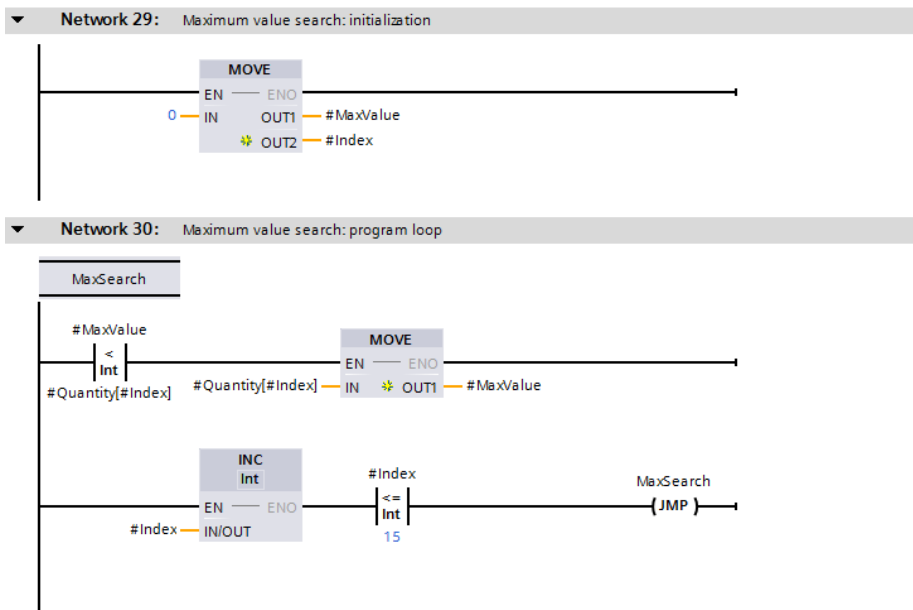 Network 29: Maximum value search: initialization
MOVE
EN ENO
0 IN OUT1 #MaxValue
OUT2 #Index
Network 30: Maximum value search: program loop
MaxSearch
#MaxValue
<
Int
#Quantity[#Index]
MOVE
EN ENO
#Quantity[#Index] IN OUT1 #MaxValue
INC
Int
EN ENO
#Index IN/OUT
#Index
<=
Int
15
MaxSearch
( JMP )